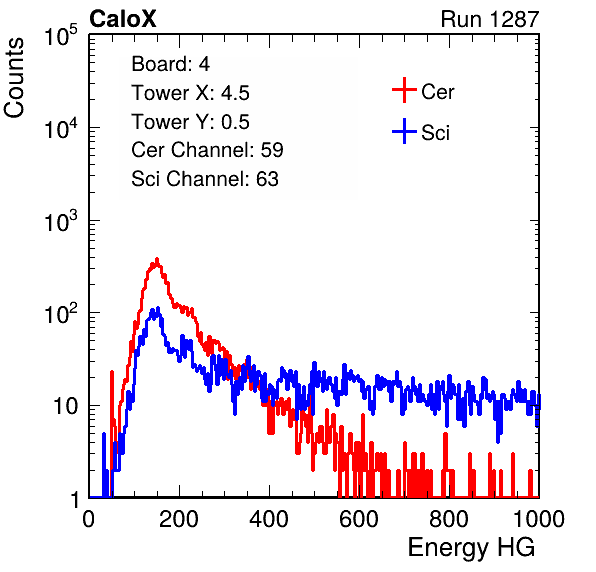 CaloX Run 1287
Counts
Board: 4
Tower X: 4.5
Tower Y: 0.5
Cer Channel: 59
Sci Channel: 63
Cer
Sci
10^5
10^4
10^3
10^2
10
1
0 200 400 600 800 1000
Energy HG